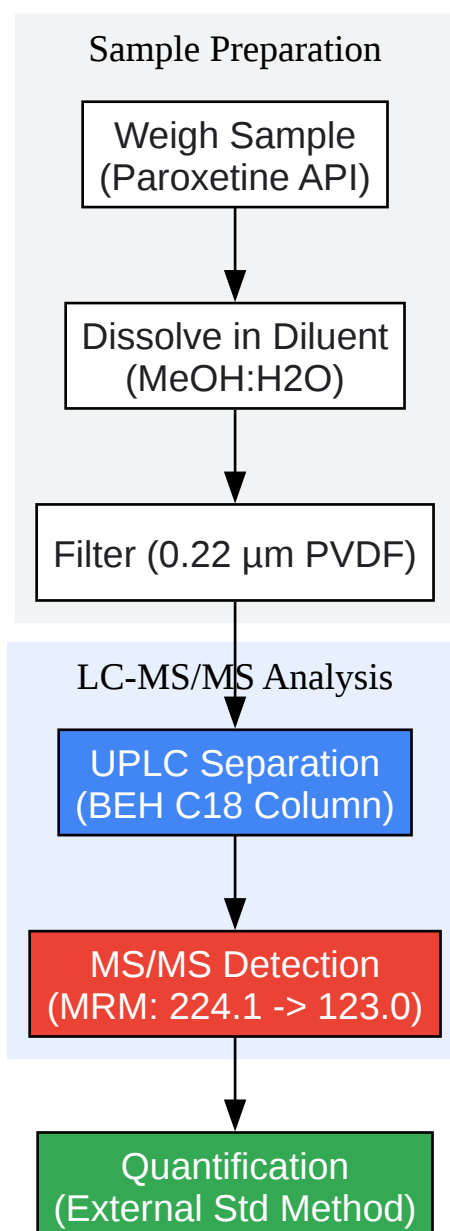 Sample Preparation
Weigh Sample
(Paroxetine API)
Dissolve in Diluent
(MeOH:H2O)
Filter (0.22 µm PVDF)
LC-MS/MS Analysis
UPLC Separation
(BEH C18 Column)
MS/MS Detection
(MRM: 224.1 -> 123.0)
Quantification
(External Std Method)